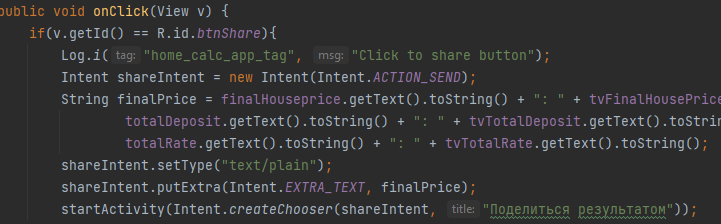 public void onClick(View v) {
if(v.getId() == R.id.btnShare){
Log.i( tag: "home_calc_app_tag", msg: "Click to share button");
Intent shareIntent = new Intent(Intent.ACTION_SEND);
String finalPrice = finalHouseprice.getText().toString() + ": " + tvFinalHousePrice
totalDeposit.getText().toString() + ": " + tvTotalDeposit.getText().toStr
totalRate.getText().toString() + ": " + tvTotalRate.getText().toString();
shareIntent.setType("text/plain");
shareIntent.putExtra(Intent.EXTRA_TEXT, finalPrice);
startActivity(Intent.createChooser(shareIntent, title: "Поделиться результатом"));